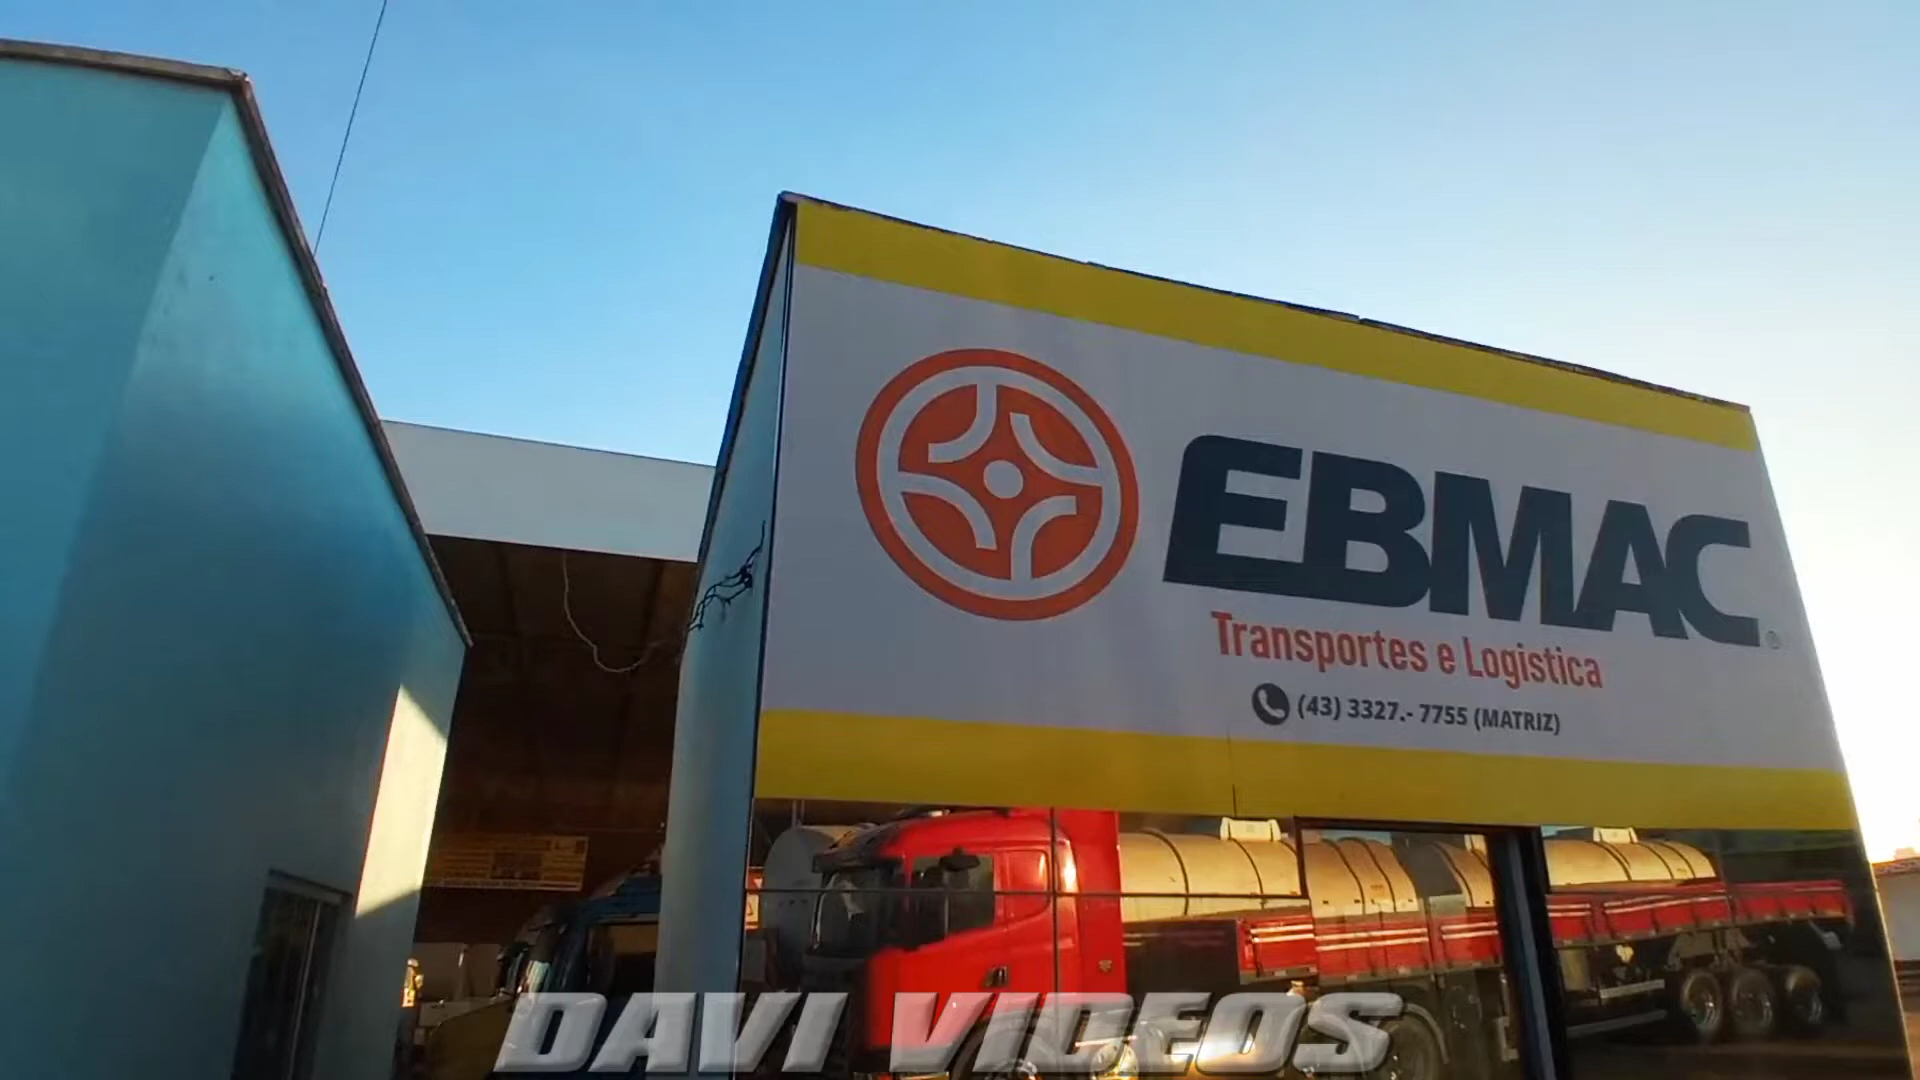 EBMAC
Transportes e Logistica
(43) 3327.- 7755 (MATRIZ)
DAVI VIDEOS